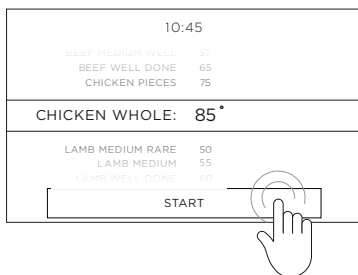 10:45
BEEF MEDIUM WELL 57
BEEF WELL DONE 65
CHICKEN PIECES 75
CHICKEN WHOLE: 85°
LAMB MEDIUM RARE 50
LAMB MEDIUM 55
LAMB WELL DONE 60
START